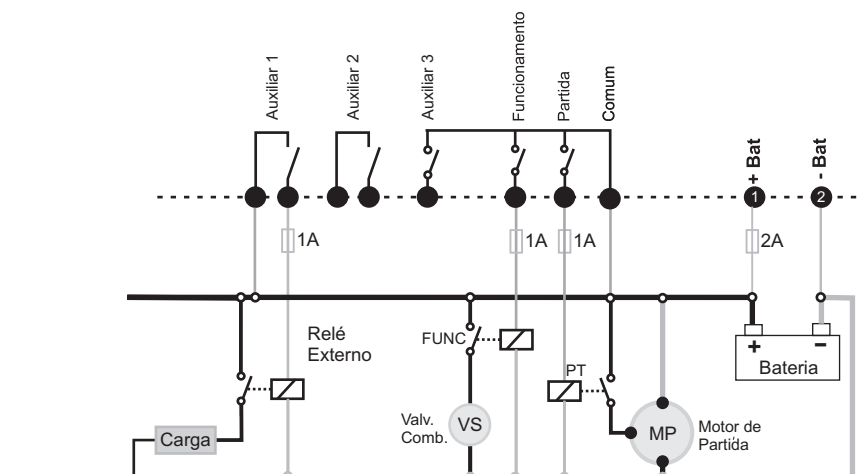 Auxiliar 1
Auxiliar 2
Auxiliar 3
Funcionamento
Partida
Comum
+ Bat
- Bat
1
2
1A
1A
1A
2A
Relé
Externo
FUNC
PT
+
-
Bateria
Carga
Valv.
Comb.
VS
MP
Motor de
Partida